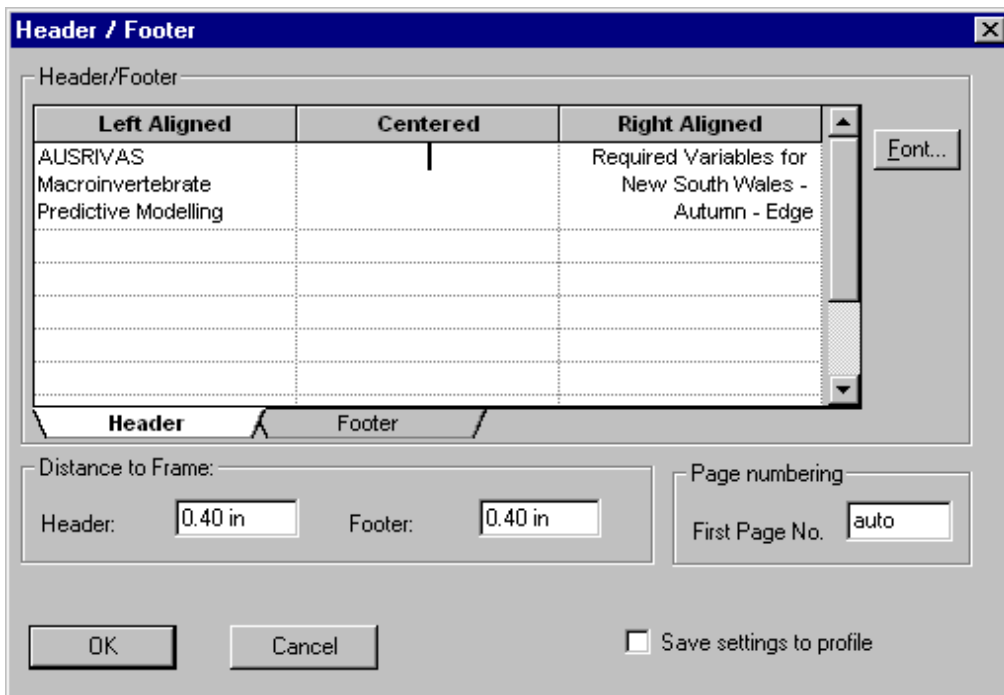 Header / Footer
Header/Footer
Left Aligned Centered Right Aligned
AUSRIVAS Required Variables for
Macroinvertebrate New South Wales -
Predictive Modelling Autumn - Edge
Font...
Header Footer
Distance to Frame:
Header: 0.40 in Footer: 0.40 in
Page numbering
First Page No. auto
OK Cancel Save settings to profile